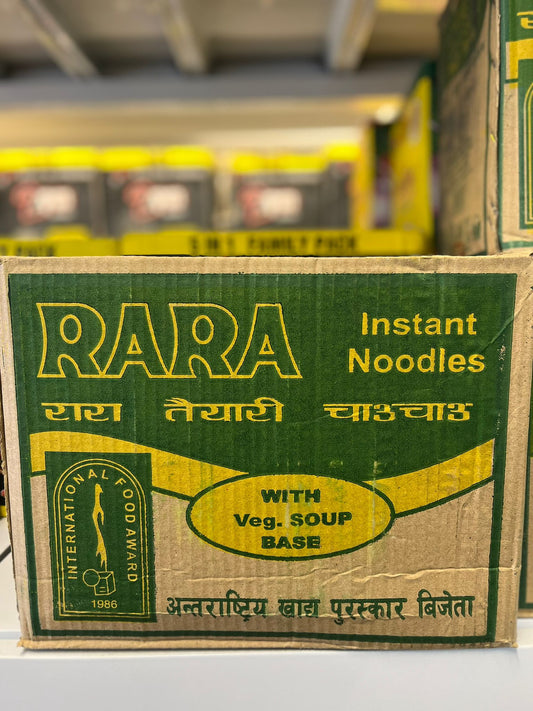 5 IN 1 FAMILY PACK
RARA
Instant
Noodles
रारा तैयारी चाउचाउ
WITH
Veg. SOUP
BASE
INTERNATIONAL FOOD AWARD
1986
अन्तराष्ट्रिय खाद्य पुरस्कार बिजेता